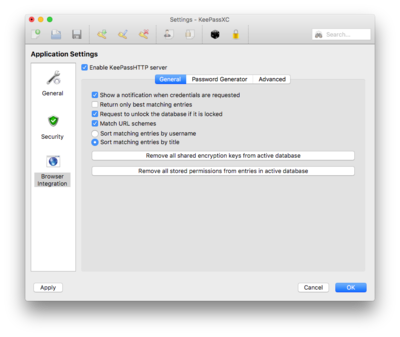 Settings - KeePassXC
Search...
Application Settings
General
Security
Browser
Integration
Enable KeePassHTTP server
General
Password Generator
Advanced
Show a notification when credentials are requested
Return only best matching entries
Request to unlock the database if it is locked
Match URL schemes
Sort matching entries by username
Sort matching entries by title
Remove all shared encryption keys from active database
Remove all stored permissions from entries in active database
Apply
Cancel
OK